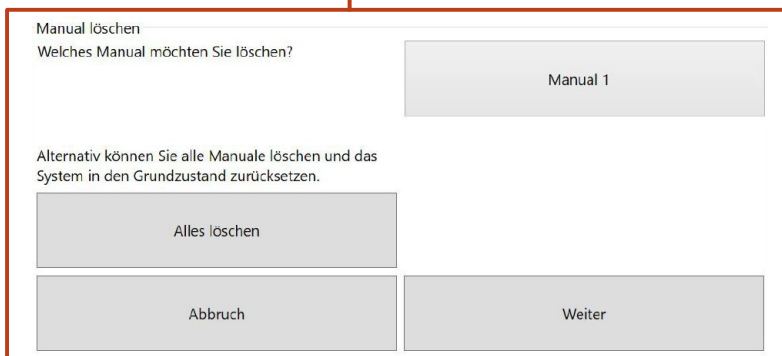 Manual löschen
Welches Manual möchten Sie löschen?
Manual 1
Alternativ können Sie alle Manuale löschen und das
System in den Grundzustand zurücksetzen.
Alles löschen
Abbruch
Weiter